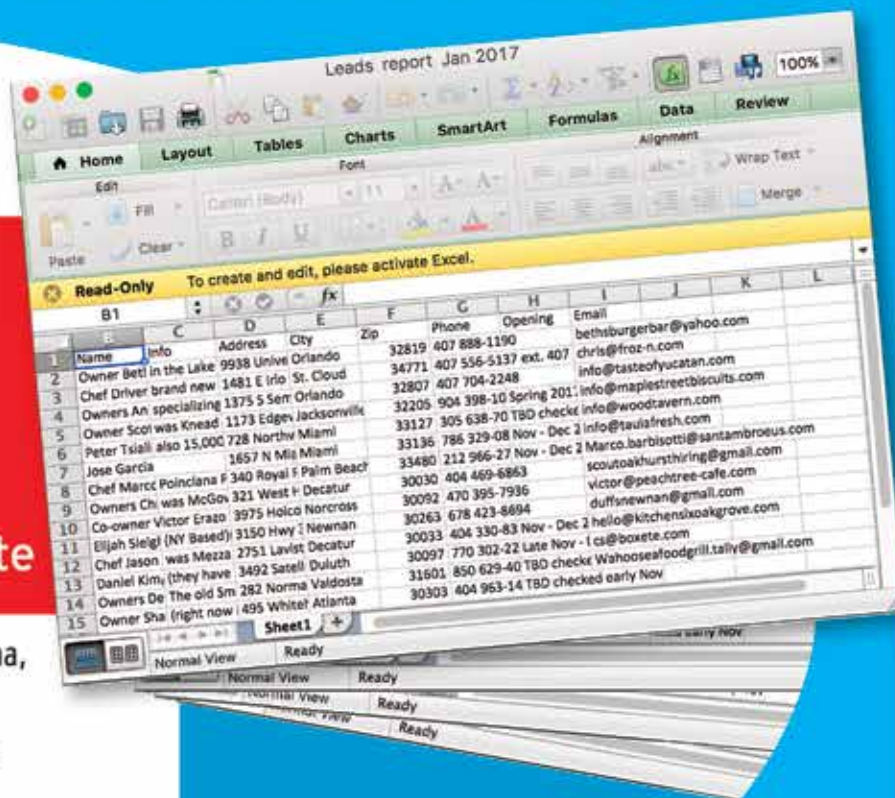 Leads report Jan 2017
100%
Home Layout Tables Charts SmartArt Formulas Data Review
Edit Font Alignment
Fill Calibri (Body) 11 A A abc Wrap Text
Paste Clear B I U A Merge
Read-Only To create and edit, please activate Excel.
B1 fx
B C D E F G H I J K L
1 Name Info Address City Zip Phone Opening Email
2 Owner Betl in the Lake 9938 Unive Orlando 32819 407 888-1190 bethsburgerbar@yahoo.com
3 Chef Driver brand new 1481 E Irlo St. Cloud 34771 407 556-5137 ext. 407 chris@froz-n.com
4 Owners An specializing 1375 S Sem Orlando 32807 407 704-2248 info@tasteofyucatan.com
5 Owner Scot was Knead 1173 Edgev Jacksonville 32205 904 398-10 Spring 201 info@maplestreetbiscuits.com
6 Peter Tsiali also 15,000 728 Northv Miami 33127 305 638-70 TBD checke info@woodtavern.com
7 Jose Garcia 1657 N Mia Miami 33136 786 329-08 Nov - Dec 2 info@taulafresh.com
8 Chef Marcc Poinciana P 340 Royal F Palm Beach 33480 212 966-27 Nov - Dec 2 Marco.barbisotti@santambroeus.com
9 Owners Ch was McGov 321 West H Decatur 30030 404 469-6863 scoutoakhursthiring@gmail.com
10 Co-owner Victor Erazo 3975 Holco Norcross 30092 470 395-7936 victor@peachtree-cafe.com
11 Elijah Sleigl (NY Based) 3150 Hwy Newnan 30263 678 423-8694 duffsnewnan@gmail.com
12 Chef Jason was Mezza 2751 Lavist Decatur 30033 404 330-83 Nov - Dec 2 hello@kitchensixoakgrove.com
13 Daniel Kim, (they have 3492 Satell Duluth 30097 770 302-22 Late Nov - l cs@boxete.com
14 Owners De The old Sm 282 Norma Valdosta 31601 850 629-40 TBD checke Wahooseafoodgrill.tally@gmail.com
15 Owner Sha (right now 495 Whiteh Atlanta 30303 404 963-14 TBD checked early Nov
Sheet1 +
Normal View Ready
early Nov
Normal View Ready
Normal View Ready
Ready
te
na,